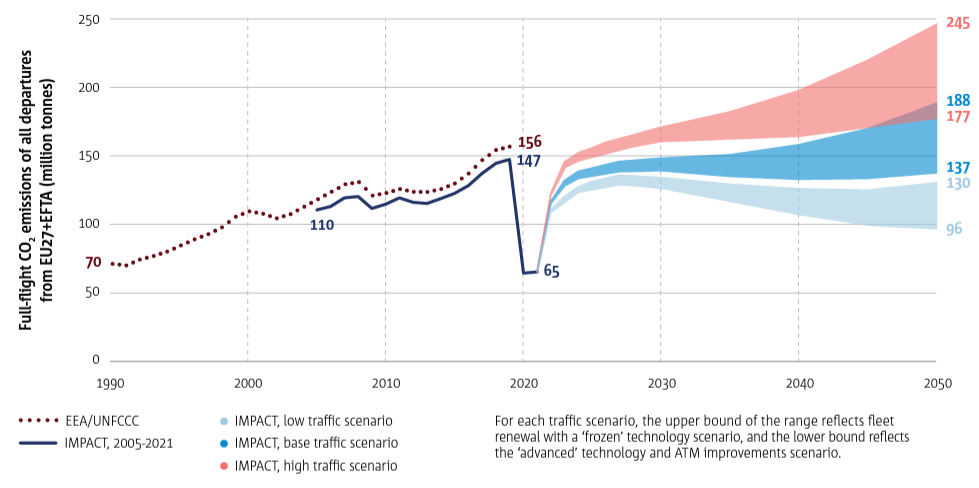 Full-flight CO₂ emissions of all departures
from EU27+EFTA (million tonnes)
250
200
150
100
50
0
70
110
156
147
65
245
188
177
137
130
96
1990
2000
2010
2020
2030
2040
2050
EEA/UNFCCC
IMPACT, 2005-2021
IMPACT, low traffic scenario
IMPACT, base traffic scenario
IMPACT, high traffic scenario
For each traffic scenario, the upper bound of the range reflects fleet
renewal with a ‘frozen’ technology scenario, and the lower bound reflects
the ‘advanced’ technology and ATM improvements scenario.